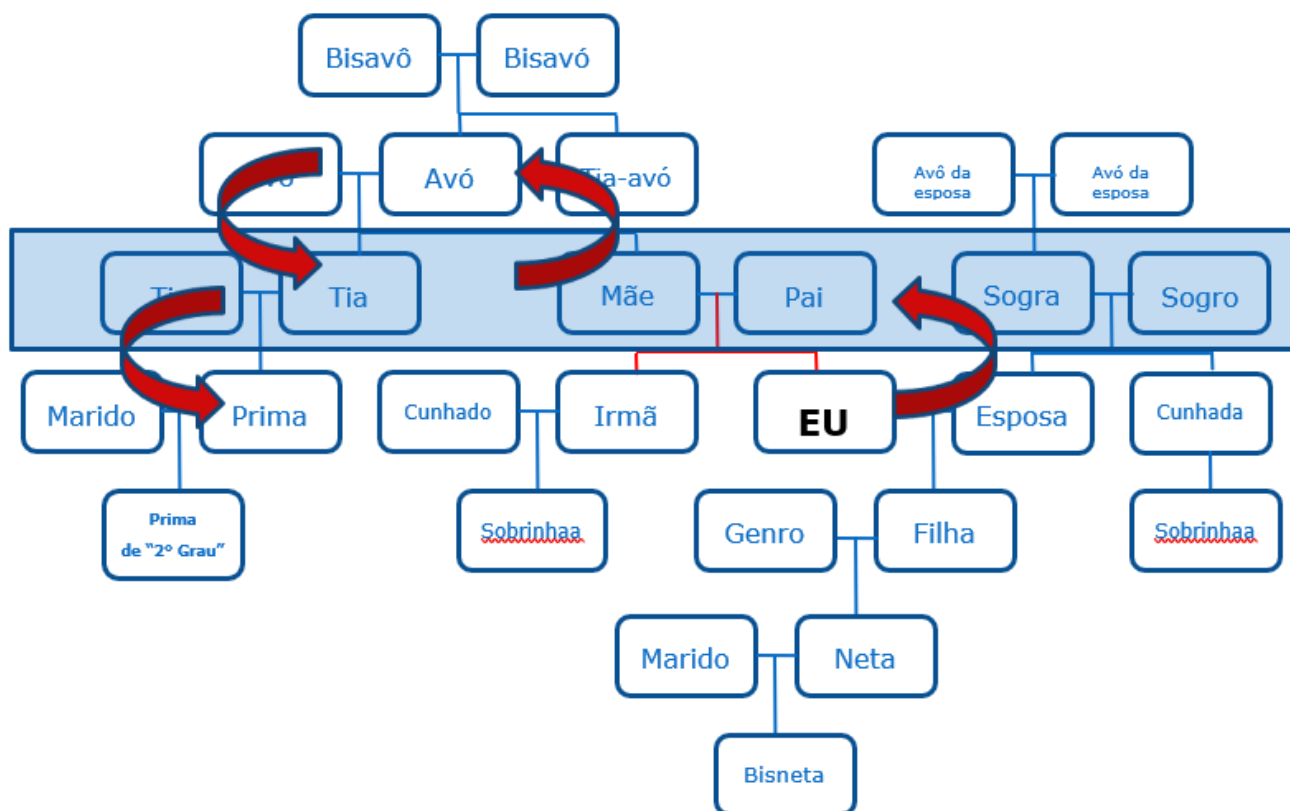 Bisavô
Bisavó
Avó
Tia-avó
Avô da
esposa
Avó da
esposa
Tia
Mãe
Pai
Sogra
Sogro
Marido
Prima
Cunhado
Irmã
EU
Esposa
Cunhada
Prima
de “2º Grau”
Sobrinhaa
Genro
Filha
Sobrinhaa
Marido
Neta
Bisneta